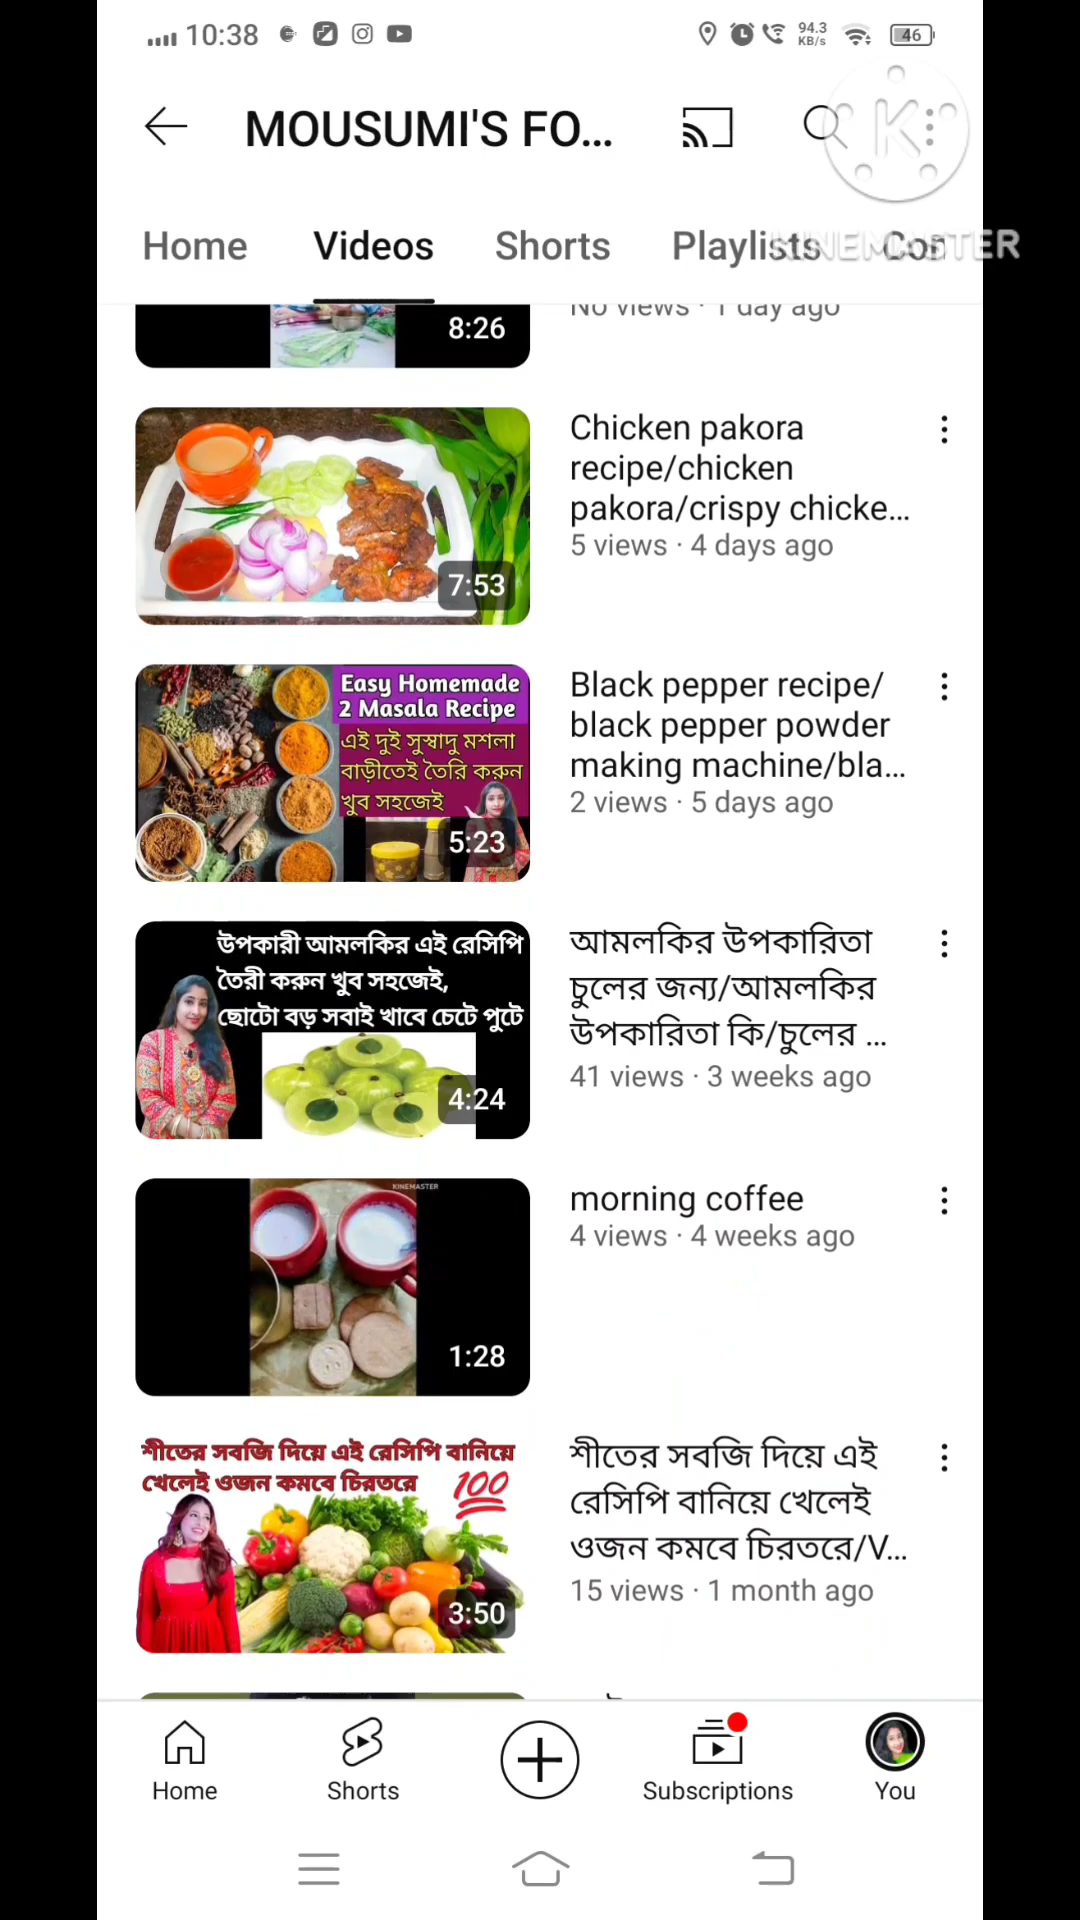 10:38
94.3
KB/s
46
MOUSUMI'S FO...
K
KINEMASTER
Home
Videos
Shorts
Playlists
Con
8:26
No views · 1 day ago
7:53
Chicken pakora
recipe/chicken
pakora/crispy chicke...
5 views · 4 days ago
Easy Homemade
2 Masala Recipe
এই দুই সুস্বাদু মশলা
বাড়ীতেই তৈরি করুন
খুব সহজেই
5:23
Black pepper recipe/
black pepper powder
making machine/bla...
2 views · 5 days ago
উপকারী আমলকির এই রেসিপি
তৈরী করুন খুব সহজেই,
ছোটো বড় সবাই খাবে চেটে পুটে
4:24
আমলকির উপকারিতা
চুলের জন্য/আমলকির
উপকারিতা কি/চুলের ...
41 views · 3 weeks ago
KINEMASTER
1:28
morning coffee
4 views · 4 weeks ago
শীতের সবজি দিয়ে এই রেসিপি বানিয়ে
খেলেই ওজন কমবে চিরতরে
100
3:50
শীতের সবজি দিয়ে এই
রেসিপি বানিয়ে খেলেই
ওজন কমবে চিরতরে/V...
15 views · 1 month ago
Home
Shorts
Subscriptions
You